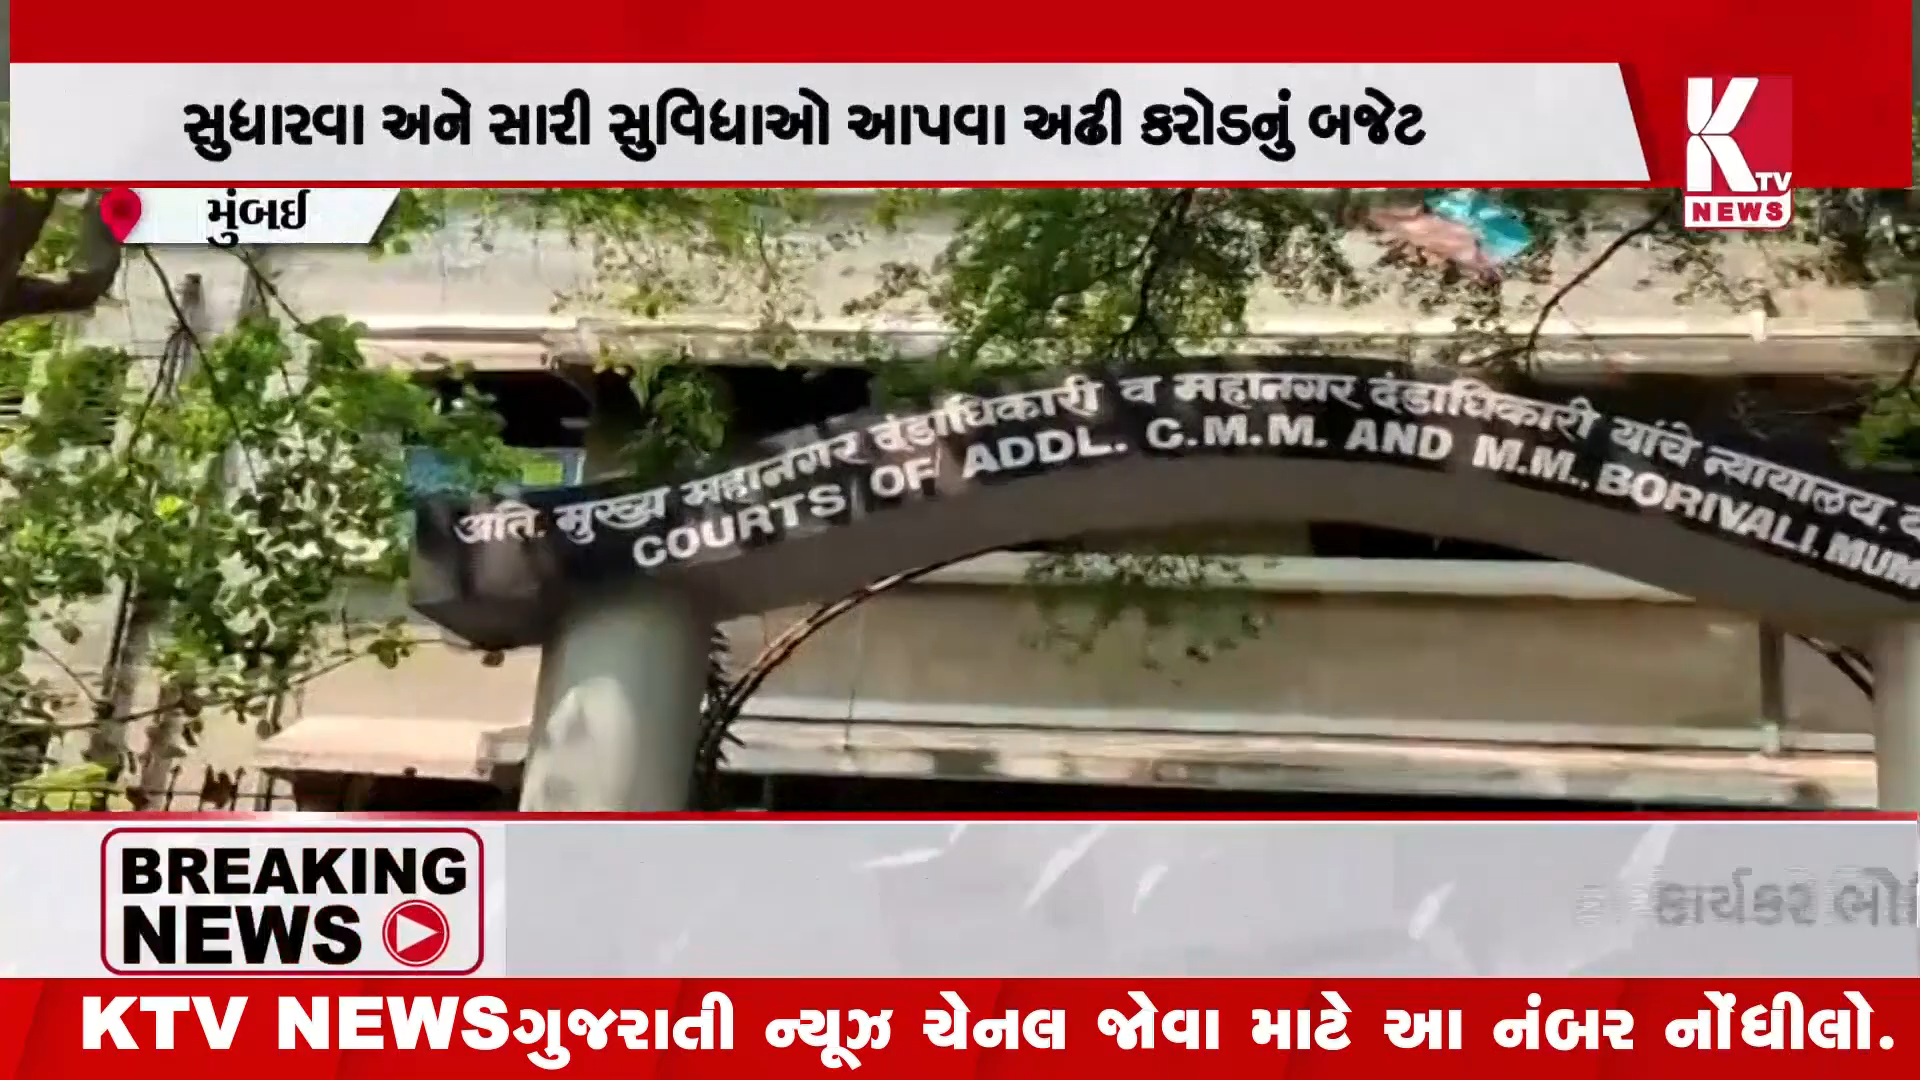 સુધારવા અને સારી સુવિધાઓ આપવા અઢી કરોડનું બજેટ
K TV NEWS
મુંબઈ
अति. मुख्य महानगर दंडाधिकारी व महानगर दंडाधिकारी यांचे न्यायालय,
COURTS OF ADDL. C.M.M. AND M.M., BORIVALI, MUM
BREAKING
NEWS
કાર્યકર
KTV NEWSગુજરાતી ન્યૂઝ ચેનલ જોવા માટે આ નંબર નોંધીલો.